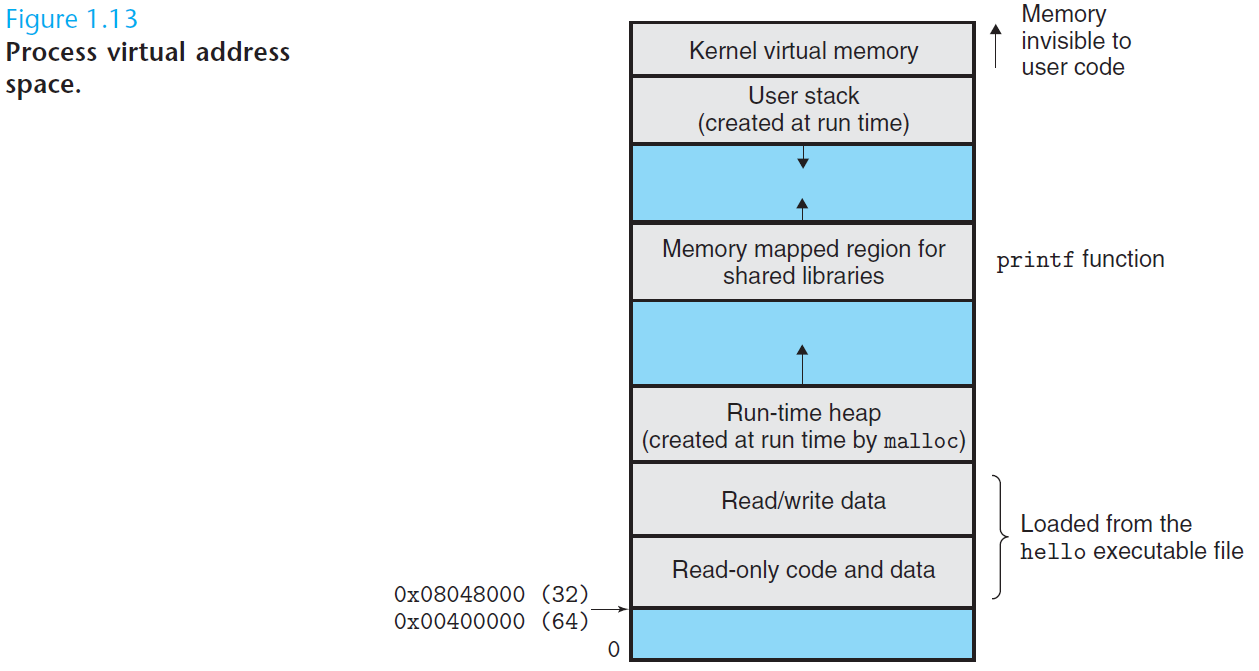 Figure 1.13
Process virtual address
space.
Kernel virtual memory
Memory
invisible to
user code
User stack
(created at run time)
Memory mapped region for
shared libraries
printf function
Run-time heap
(created at run time by malloc)
Read/write data
Read-only code and data
Loaded from the
hello executable file
0x08048000 (32)
0x00400000 (64)
0